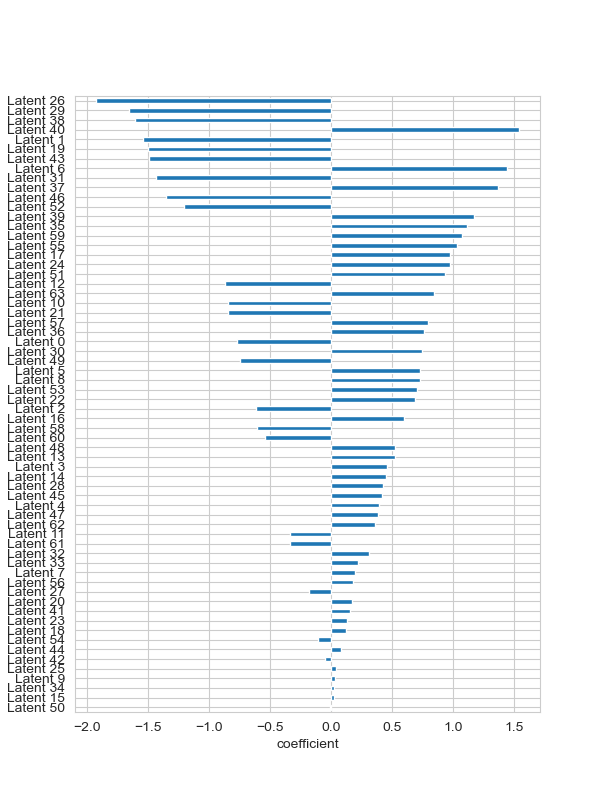 Latent 26
Latent 29
Latent 38
Latent 40
Latent 1
Latent 19
Latent 43
Latent 6
Latent 31
Latent 37
Latent 46
Latent 52
Latent 39
Latent 35
Latent 59
Latent 55
Latent 17
Latent 24
Latent 51
Latent 12
Latent 63
Latent 10
Latent 21
Latent 57
Latent 36
Latent 0
Latent 30
Latent 49
Latent 5
Latent 8
Latent 53
Latent 22
Latent 2
Latent 16
Latent 58
Latent 60
Latent 48
Latent 13
Latent 3
Latent 14
Latent 28
Latent 45
Latent 4
Latent 47
Latent 62
Latent 11
Latent 61
Latent 32
Latent 33
Latent 7
Latent 56
Latent 27
Latent 20
Latent 41
Latent 23
Latent 18
Latent 54
Latent 44
Latent 42
Latent 25
Latent 9
Latent 34
Latent 15
Latent 50
−2.0 −1.5 −1.0 −0.5 0.0 0.5 1.0 1.5
coefficient